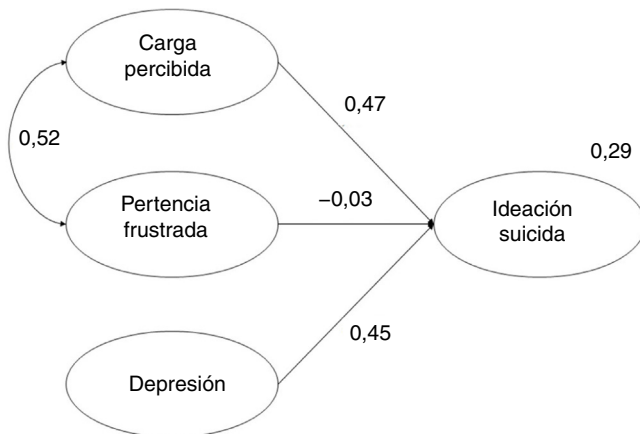 Carga
percibida
0,47
0,52
0,29
Pertencia
frustrada
−0,03
Ideación
suicida
0,45
Depresión